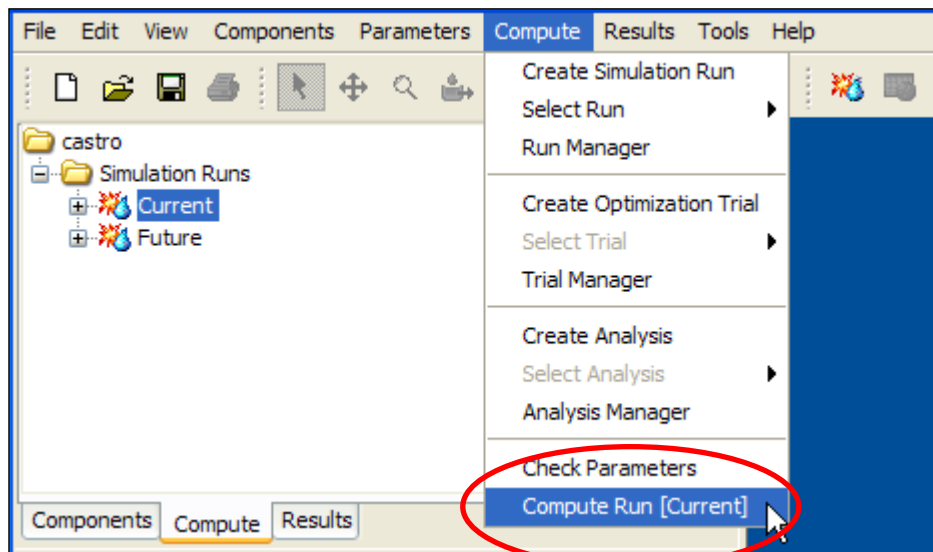 File Edit View Components Parameters Compute Results Tools Help
castro
Simulation Runs
Current
Future
Create Simulation Run
Select Run
Run Manager
Create Optimization Trial
Select Trial
Trial Manager
Create Analysis
Select Analysis
Analysis Manager
Check Parameters
Compute Run [Current]
Components Compute Results